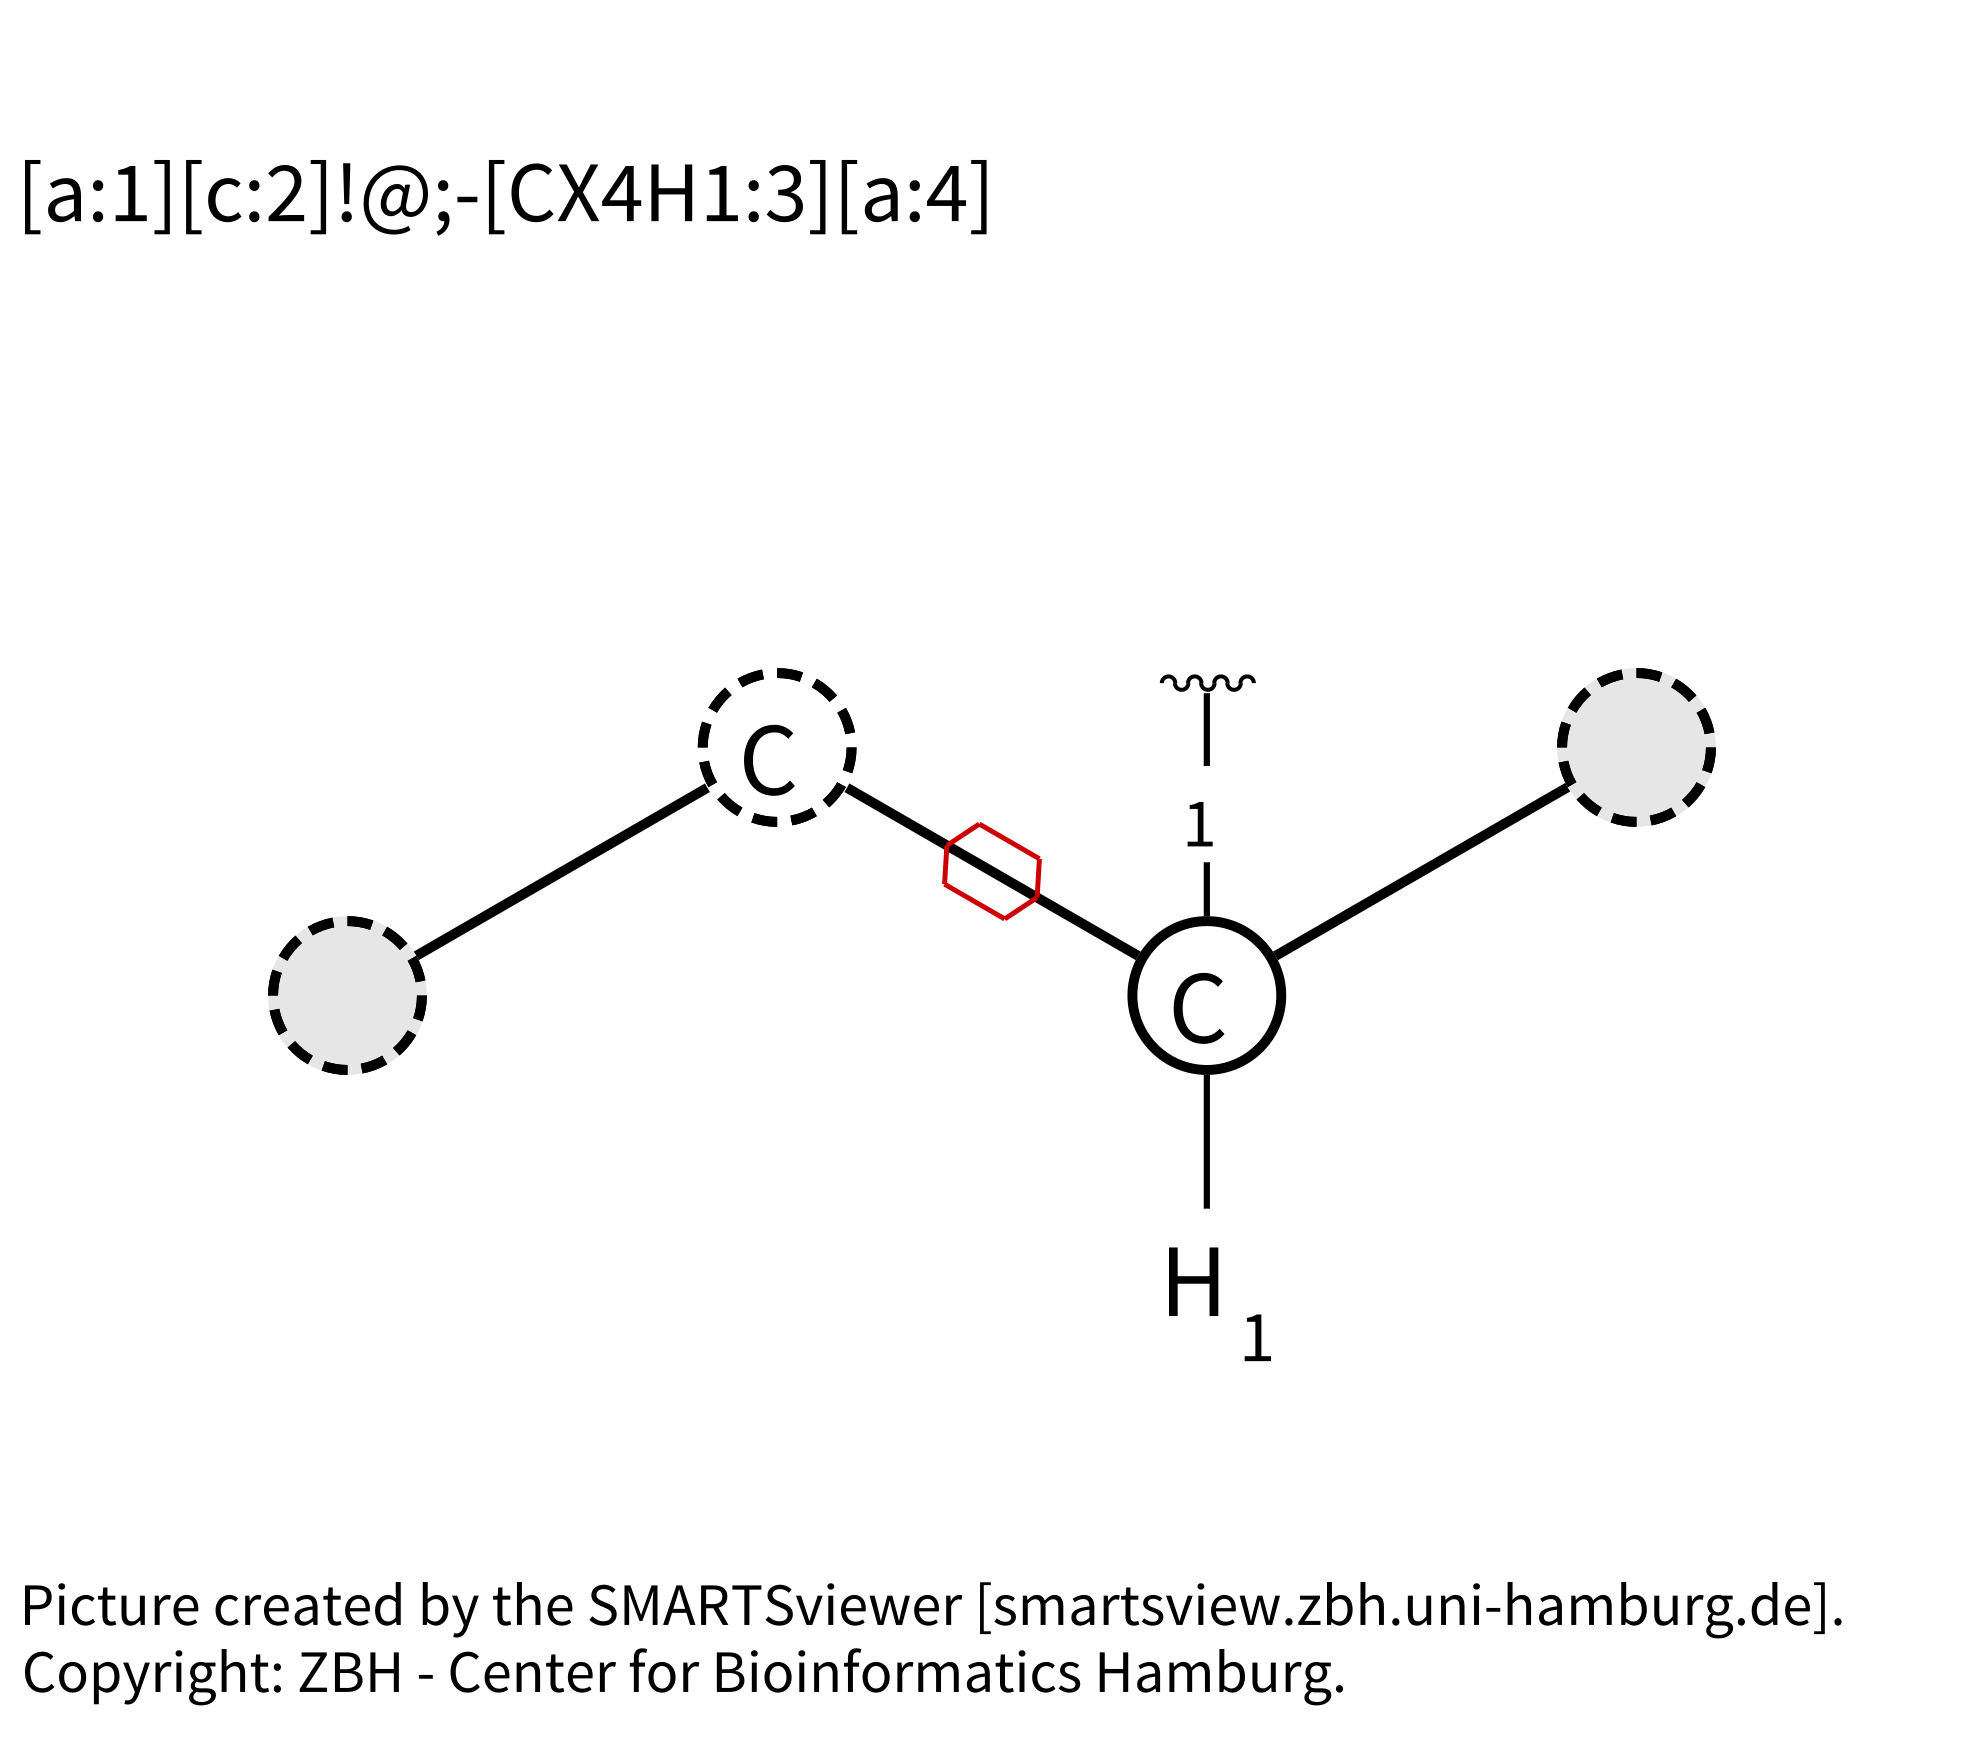 [a:1][c:2]!@;-[CX4H1:3][a:4]
C
1
C
H 1
Picture created by the SMARTSviewer [smartsview.zbh.uni-hamburg.de].
Copyright: ZBH - Center for Bioinformatics Hamburg.